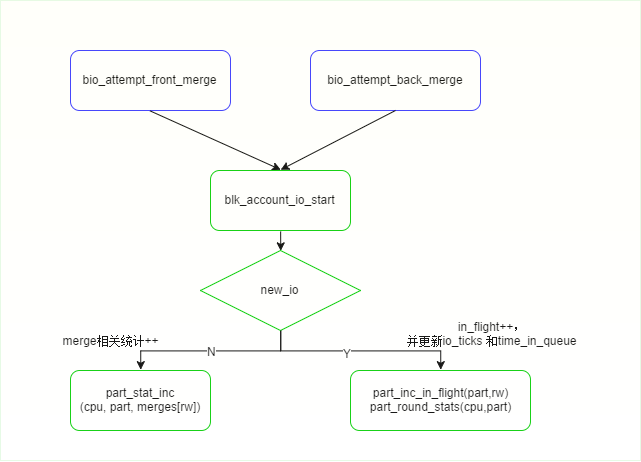 bio_attempt_front_merge
bio_attempt_back_merge
blk_account_io_start
new_io
merge相关统计++
in_flight++，
并更新io_ticks 和time_in_queue
N
Y
part_stat_inc
(cpu, part, merges[rw])
part_inc_in_flight(part,rw)
part_round_stats(cpu,part)